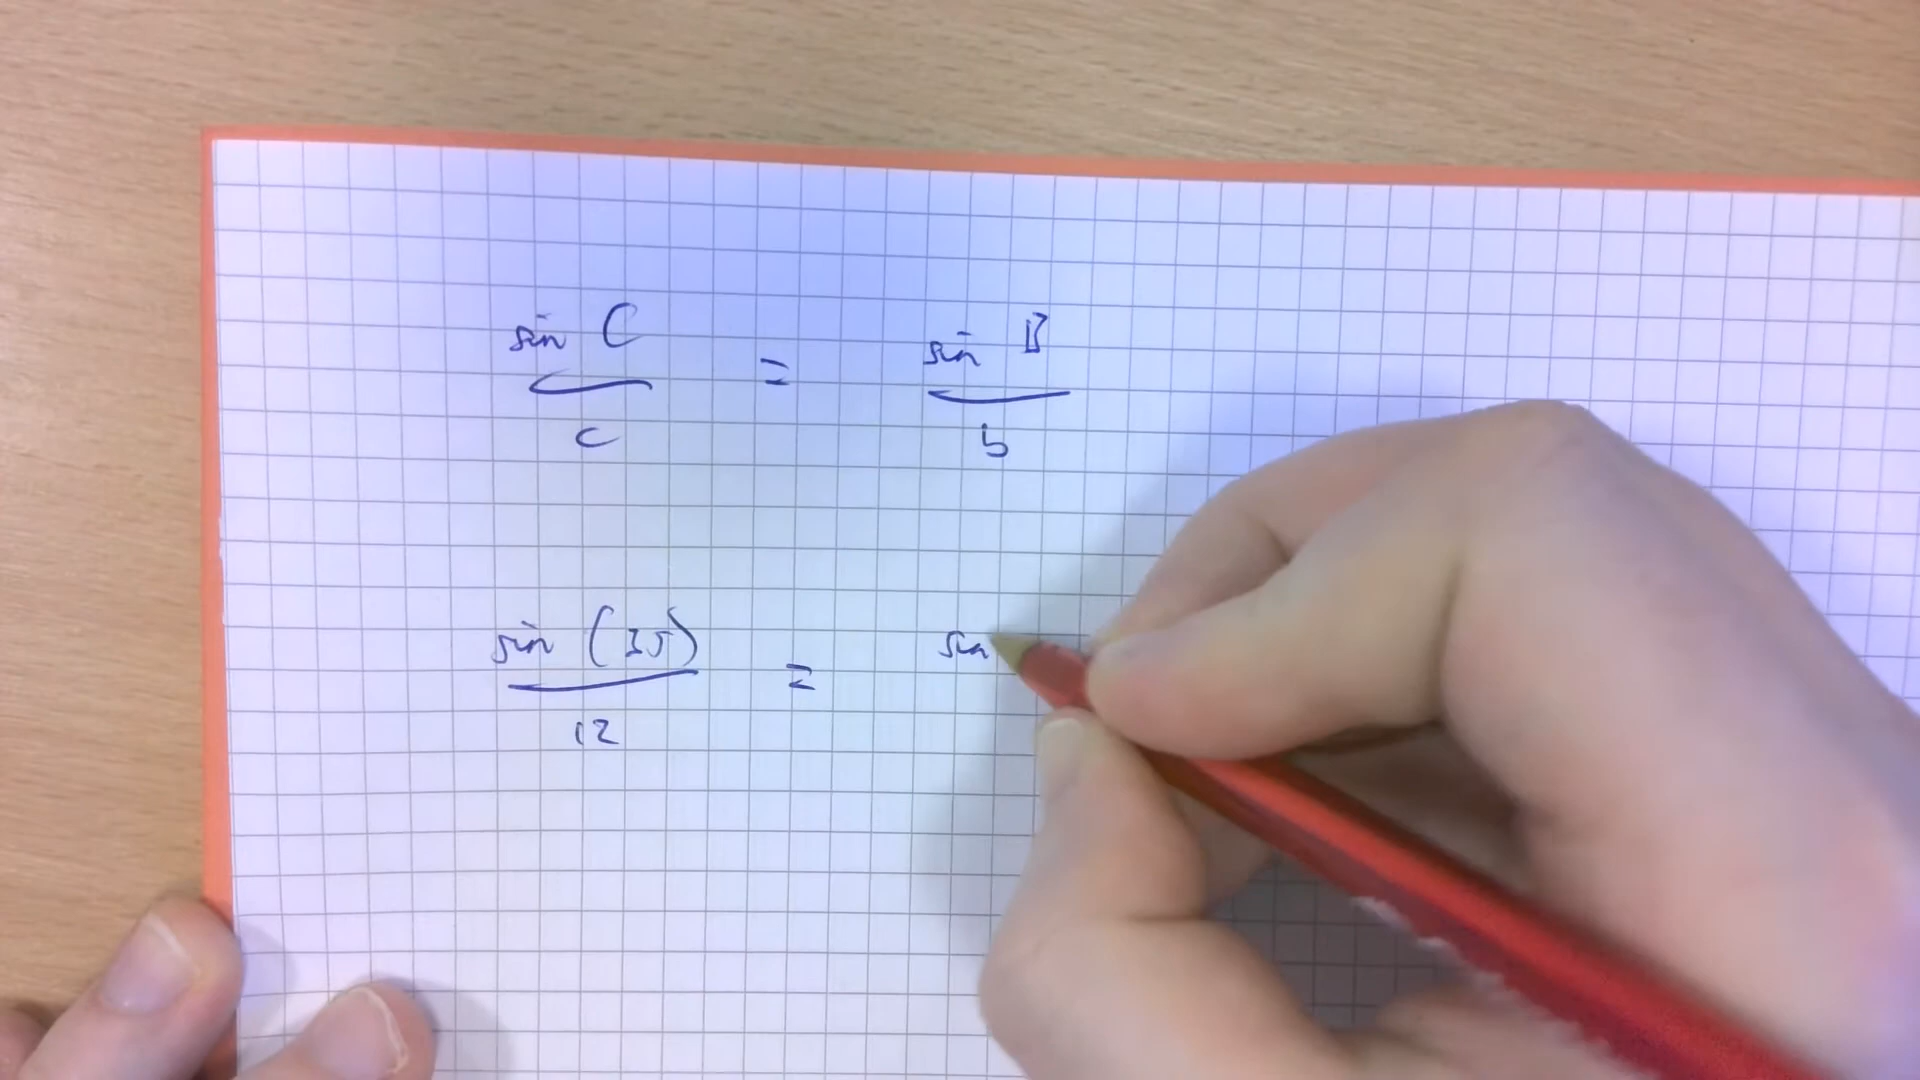 sin C = sin B
c b
sin (35) = sin
12